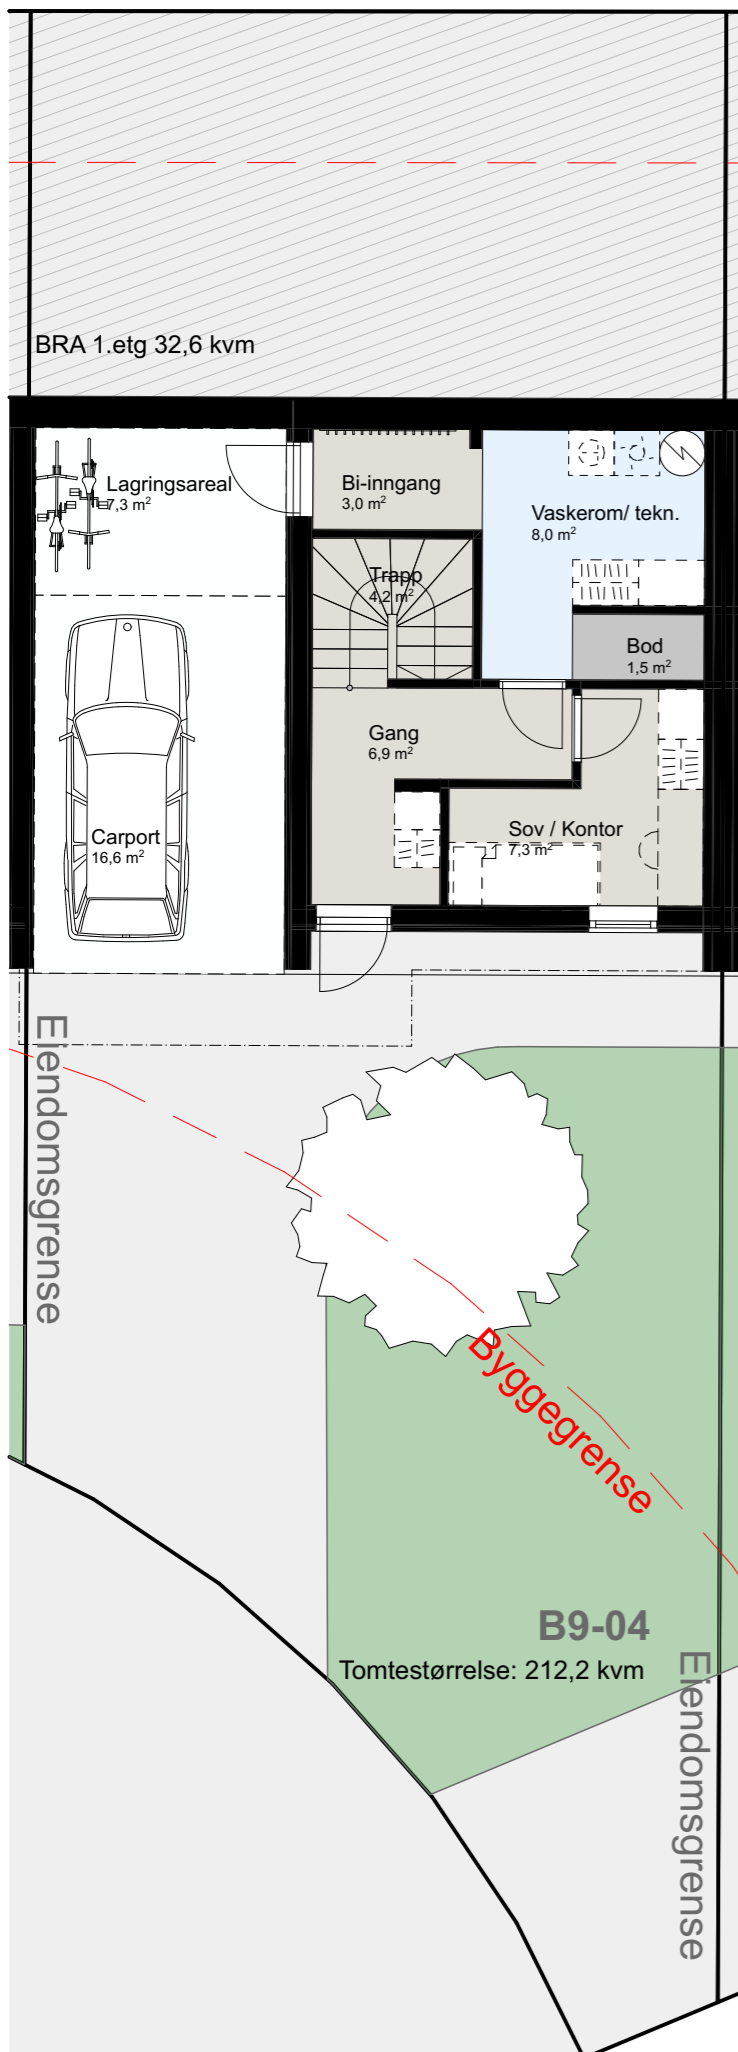 BRA 1.etg 32,6 kvm
Lagringsareal
7,3 m²
Bi-inngang
3,0 m²
Vaskerom/ tekn.
8,0 m²
Trapp
4,2 m²
Bod
1,5 m²
Gang
6,9 m²
Carport
16,6 m²
Sov / Kontor
7,3 m²
Eiendomsgrense
Byggegrense
B9-04
Tomtestørrelse: 212,2 kvm
Eiendomsgrense